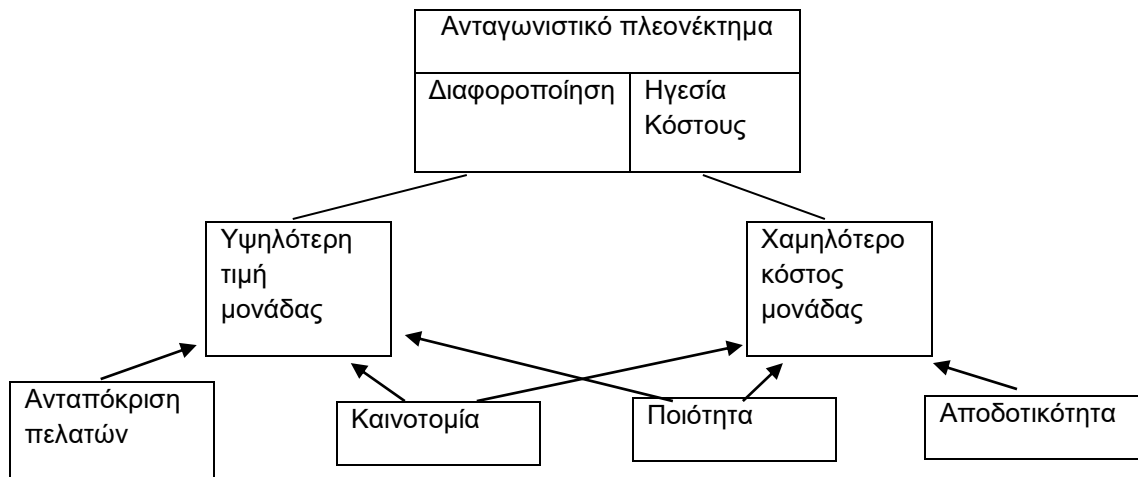 Ανταγωνιστικό πλεονέκτημα
Διαφοροποίηση
Ηγεσία
Κόστους
Υψηλότερη
τιμή
μονάδας
Χαμηλότερο
κόστος
μονάδας
Ανταπόκριση
πελατών
Καινοτομία
Ποιότητα
Αποδοτικότητα